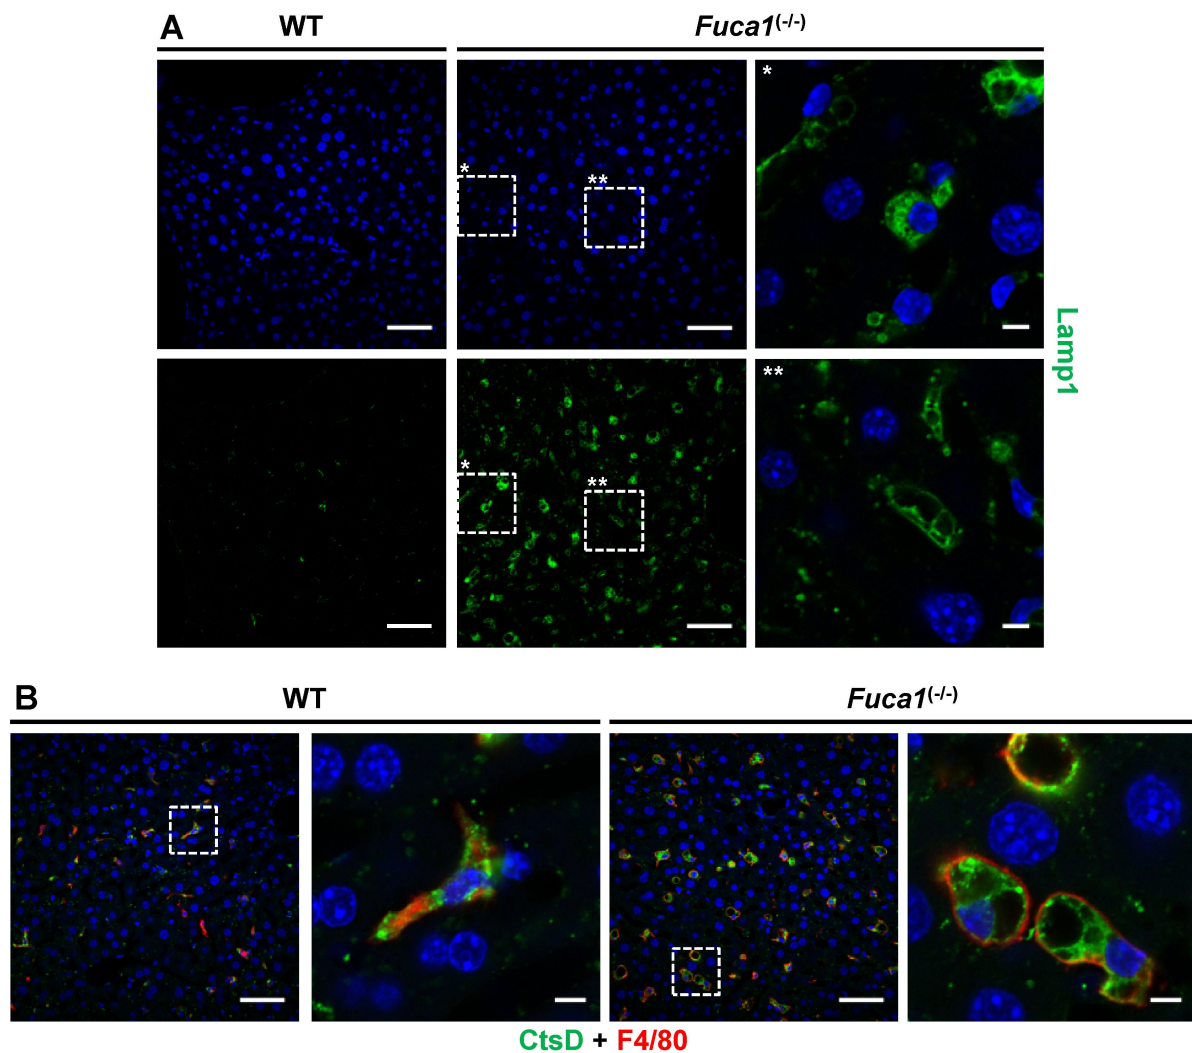 A
WT
Fuca1(-/-)
*
*
**
Lamp1
*
**
**
B
WT
Fuca1(-/-)
CtsD + F4/80